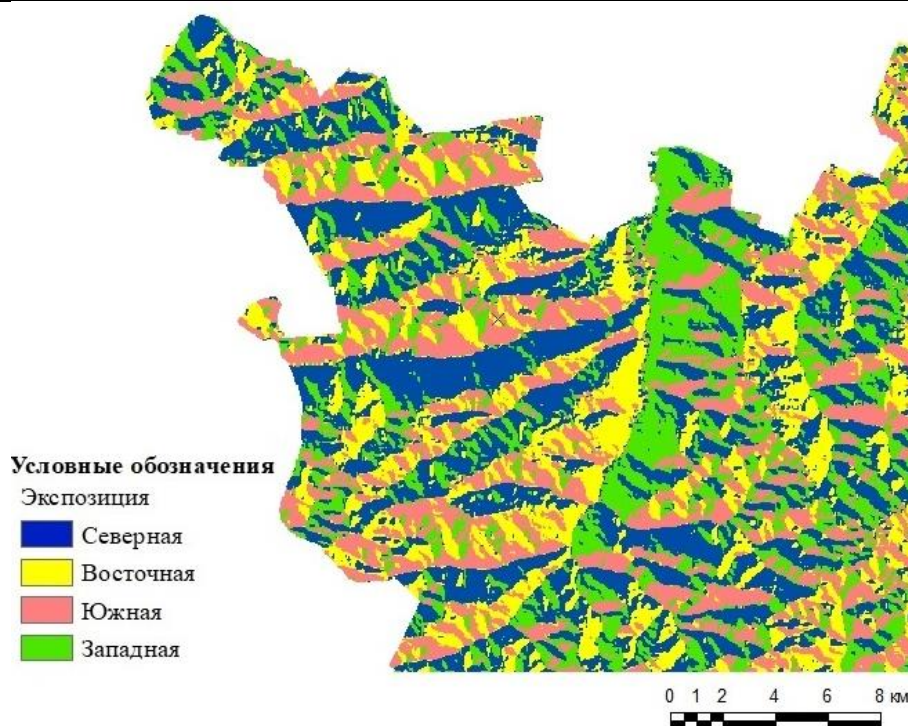 Условные обозначения
Экспозиция
Северная
Восточная
Южная
Западная
0 1 2 4 6 8 км